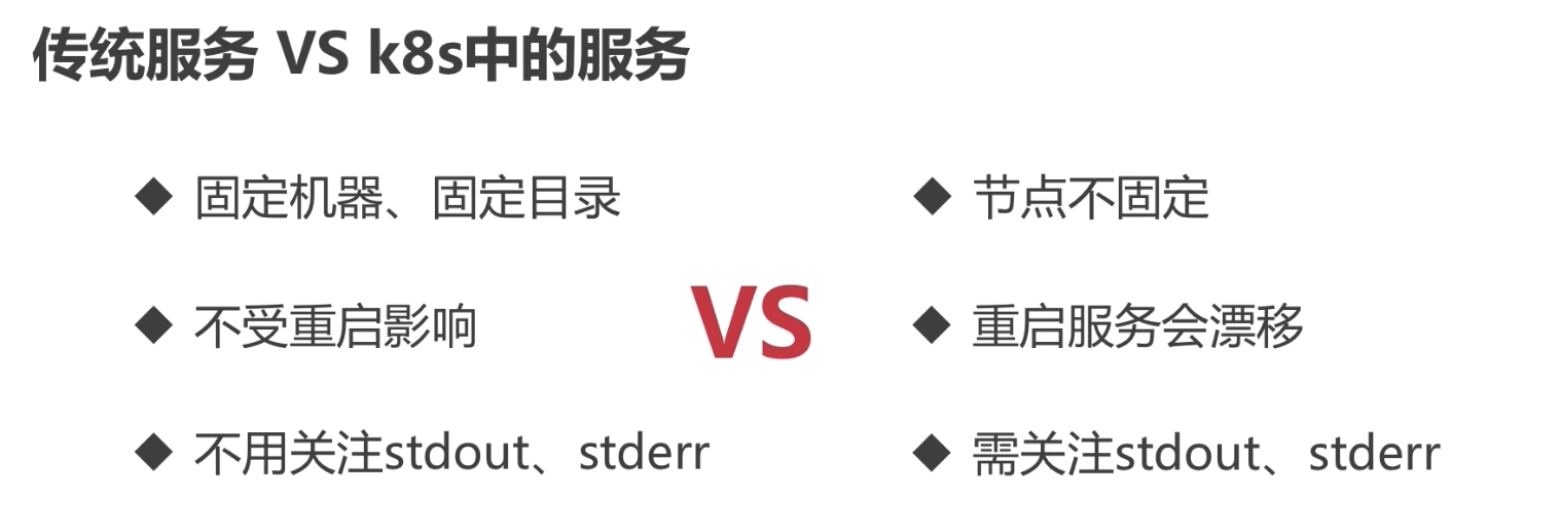 传统服务 VS k8s中的服务
固定机器、固定目录
不受重启影响
不用关注stdout、stderr
VS
节点不固定
重启服务会漂移
需关注stdout、stderr